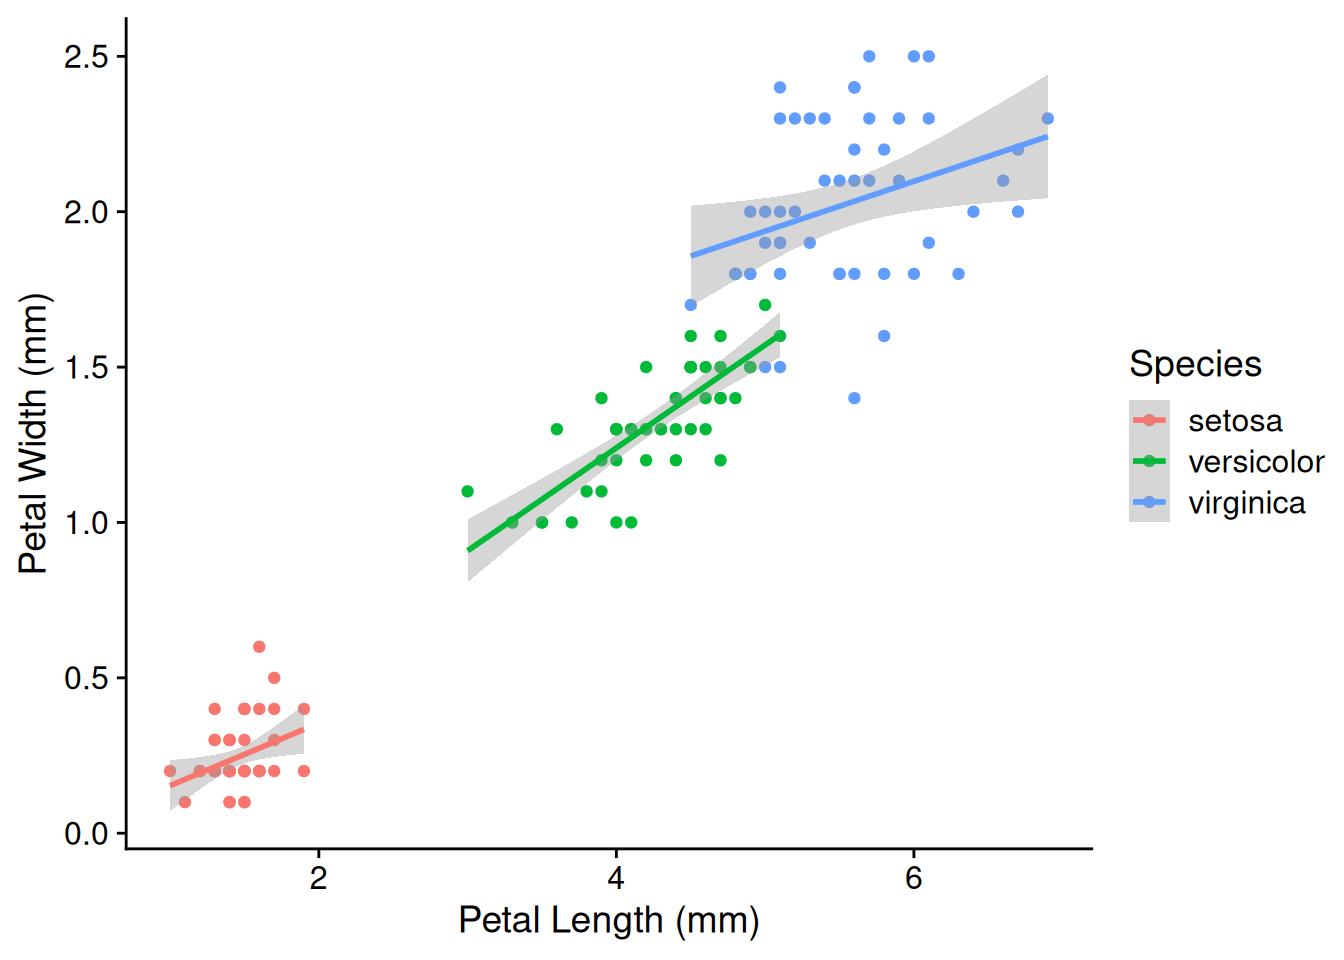 2.5
2.0
1.5
1.0
0.5
0.0
Petal Width (mm)
2
4
6
Petal Length (mm)
Species
setosa
versicolor
virginica